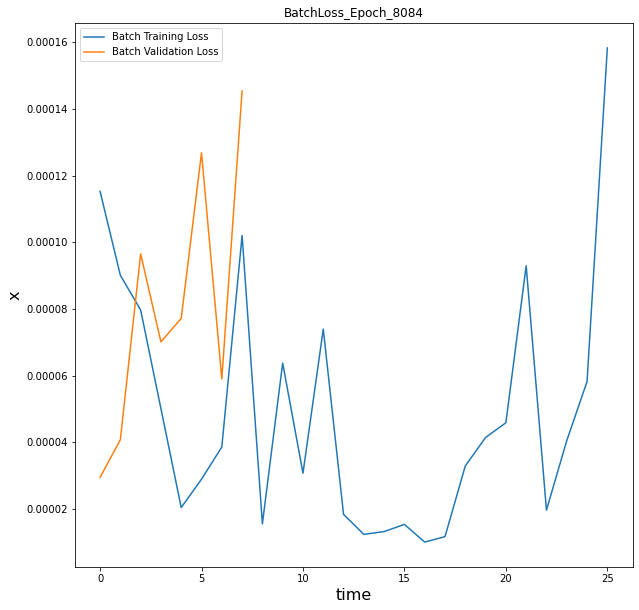 BatchLoss_Epoch_8084
Batch Training Loss
Batch Validation Loss
0.00016
0.00014
0.00012
0.00010
0.00008
0.00006
0.00004
0.00002
x
0 5 10 15 20 25
time